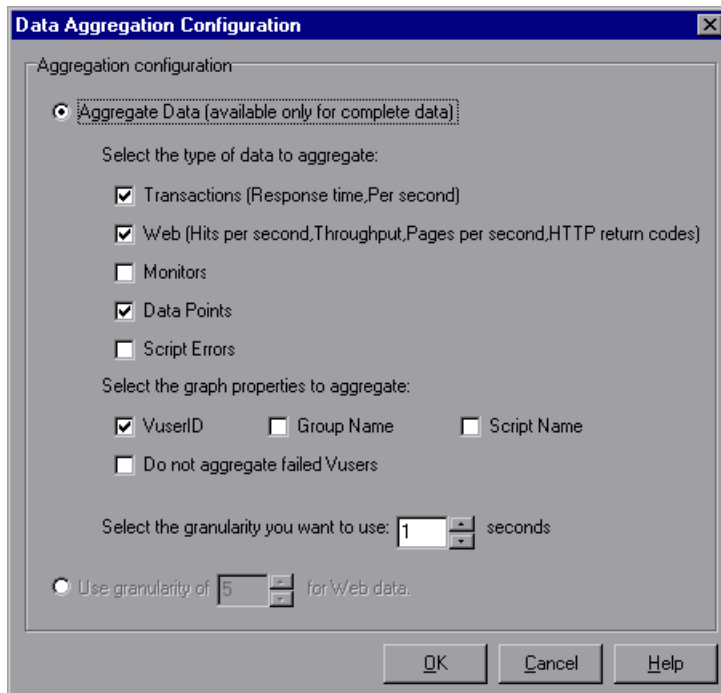 Data Aggregation Configuration
Aggregation configuration
Aggregate Data (available only for complete data)
Select the type of data to aggregate:
Transactions (Response time,Per second)
Web (Hits per second,Throughput,Pages per second,HTTP return codes)
Monitors
Data Points
Script Errors
Select the graph properties to aggregate:
VuserID Group Name Script Name
Do not aggregate failed Vusers
Select the granularity you want to use: 1 seconds
Use granularity of 5 for Web data.
OK Cancel Help